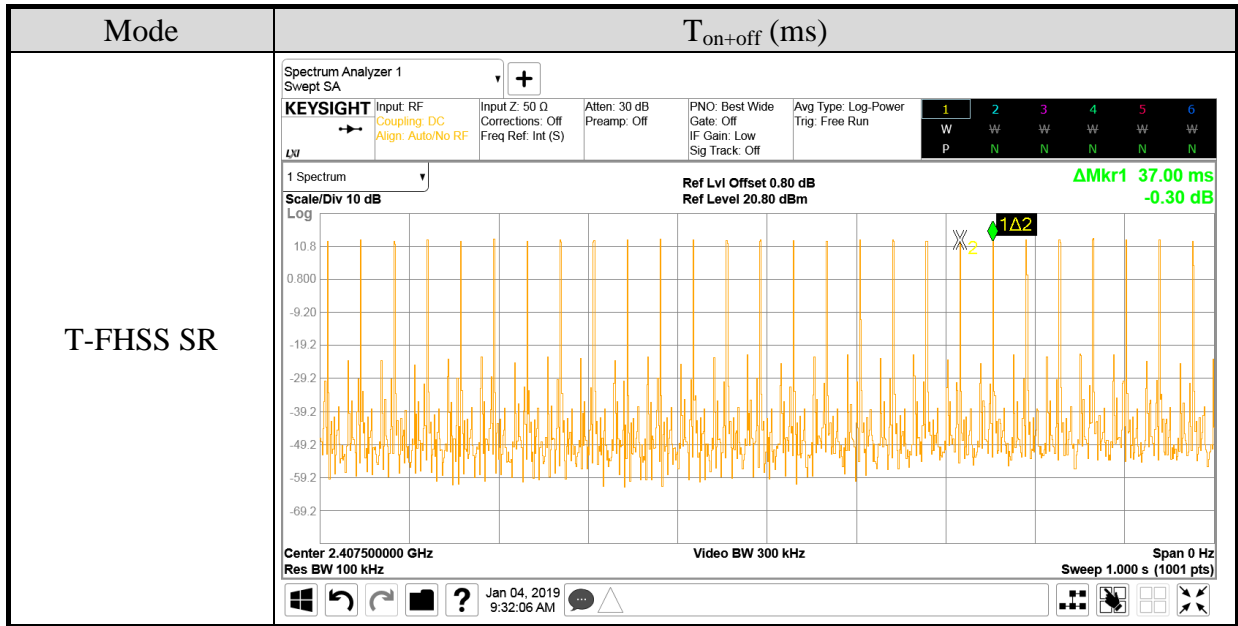 Mode
Ton+off (ms)
T-FHSS SR
Spectrum Analyzer 1
Swept SA
+
KEYSIGHT
LXI
Input: RF
Coupling: DC
Align: Auto/No RF
Input Z: 50 Ω
Corrections: Off
Freq Ref: Int (S)
Atten: 30 dB
Preamp: Off
PNO: Best Wide
Gate: Off
IF Gain: Low
Sig Track: Off
Avg Type: Log-Power
Trig: Free Run
1 2 3 4 5 6
W W W W W W
P N N N N N
1 Spectrum
Scale/Div 10 dB
Ref Lvl Offset 0.80 dB
Ref Level 20.80 dBm
ΔMkr1 37.00 ms
-0.30 dB
Log
1Δ2
X2
10.8
0.800
-9.20
-19.2
-29.2
-39.2
-49.2
-59.2
-69.2
Center 2.407500000 GHz
Video BW 300 kHz
Span 0 Hz
Res BW 100 kHz
Sweep 1.000 s (1001 pts)
?
Jan 04, 2019
9:32:06 AM